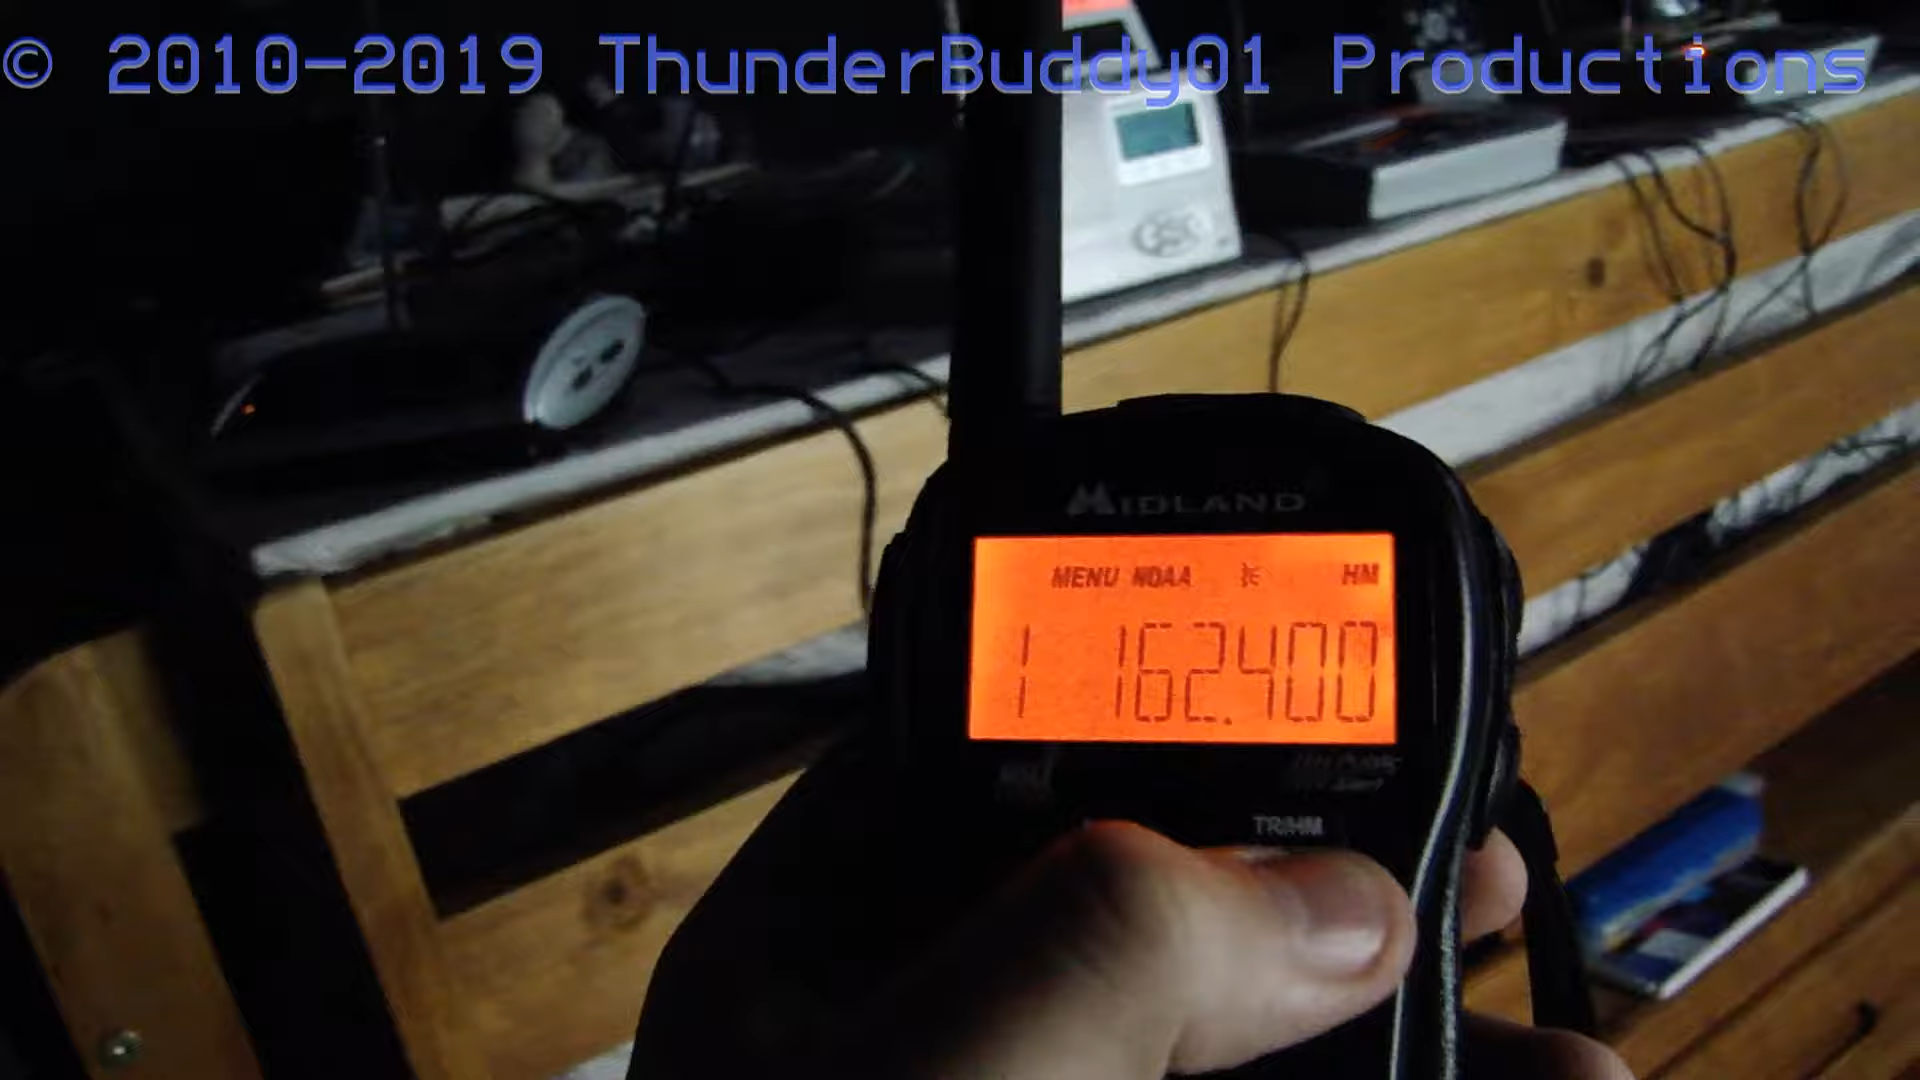 © 2010-2019 ThunderBuddy01 Productions
MIDLAND
MENU NOAA HM
1 162.400
TR/HM